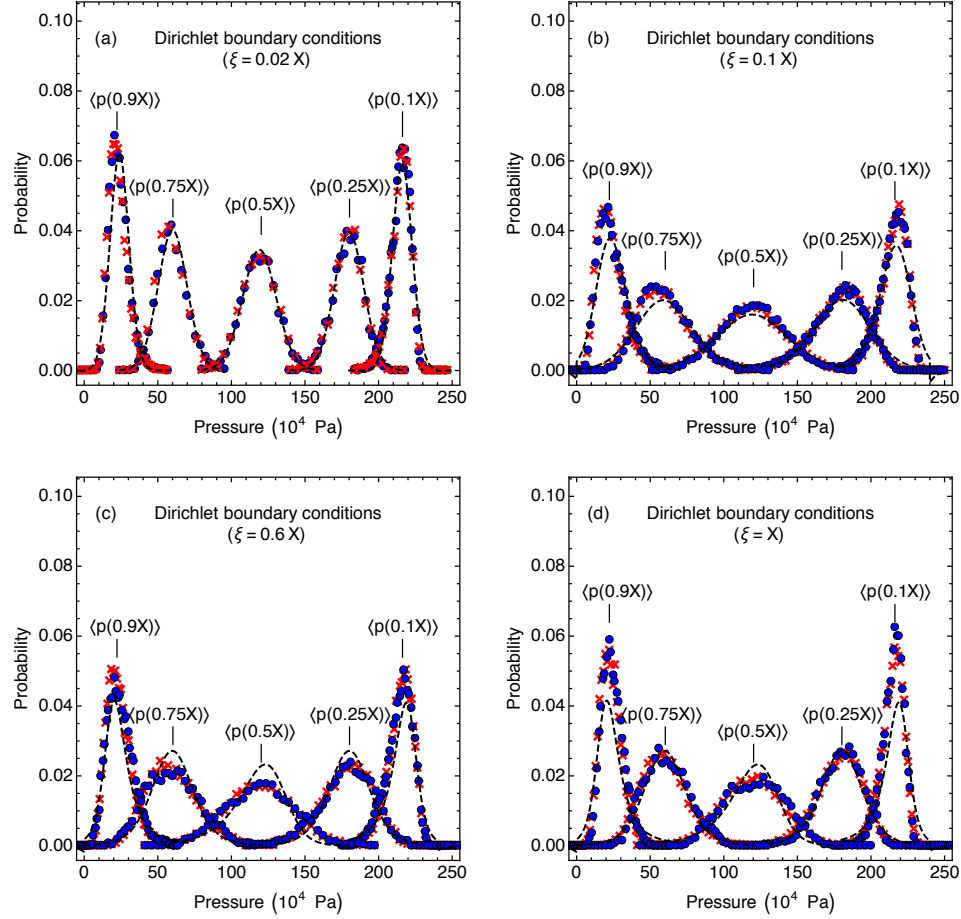 (a) Dirichlet boundary conditions
(ξ = 0.02 X)
⟨p(0.9X)⟩
⟨p(0.1X)⟩
⟨p(0.75X)⟩
⟨p(0.25X)⟩
⟨p(0.5X)⟩
0.10
0.08
0.06
0.04
0.02
0.00
Probability
0 50 100 150 200 250
Pressure (10⁴ Pa)
(b) Dirichlet boundary conditions
(ξ = 0.1 X)
⟨p(0.9X)⟩
⟨p(0.1X)⟩
⟨p(0.75X)⟩
⟨p(0.25X)⟩
⟨p(0.5X)⟩
0.10
0.08
0.06
0.04
0.02
0.00
Probability
0 50 100 150 200 250
Pressure (10⁴ Pa)
(c) Dirichlet boundary conditions
(ξ = 0.6 X)
⟨p(0.9X)⟩
⟨p(0.1X)⟩
⟨p(0.75X)⟩
⟨p(0.25X)⟩
⟨p(0.5X)⟩
0.10
0.08
0.06
0.04
0.02
0.00
Probability
0 50 100 150 200 250
Pressure (10⁴ Pa)
(d) Dirichlet boundary conditions
(ξ = X)
⟨p(0.9X)⟩
⟨p(0.1X)⟩
⟨p(0.75X)⟩
⟨p(0.25X)⟩
⟨p(0.5X)⟩
0.10
0.08
0.06
0.04
0.02
0.00
Probability
0 50 100 150 200 250
Pressure (10⁴ Pa)